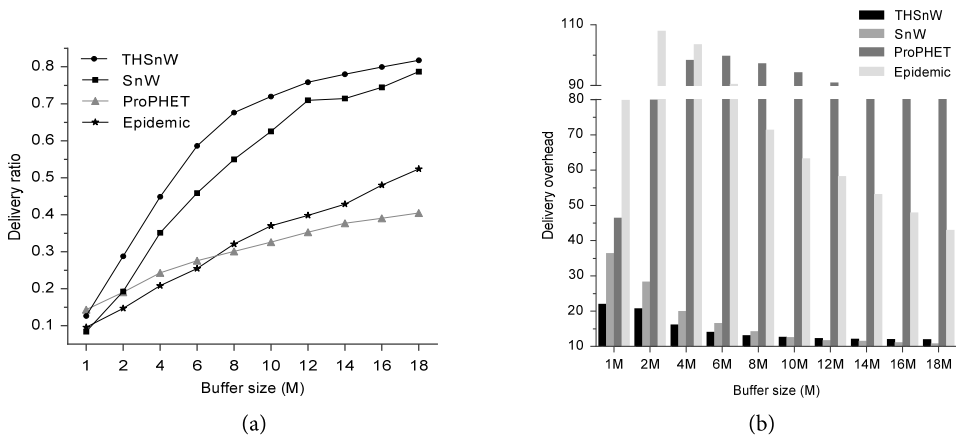 THSnW
SnW
ProPHET
Epidemic
0.8
0.7
0.6
0.5
0.4
0.3
0.2
0.1
Delivery ratio
1 2 4 6 8 10 12 14 16 18
Buffer size (M)
(a)
THSnW
SnW
ProPHET
Epidemic
110
90
80
70
60
50
40
30
20
10
Delivery overhead
1M 2M 4M 6M 8M 10M 12M 14M 16M 18M
Buffer size (M)
(b)